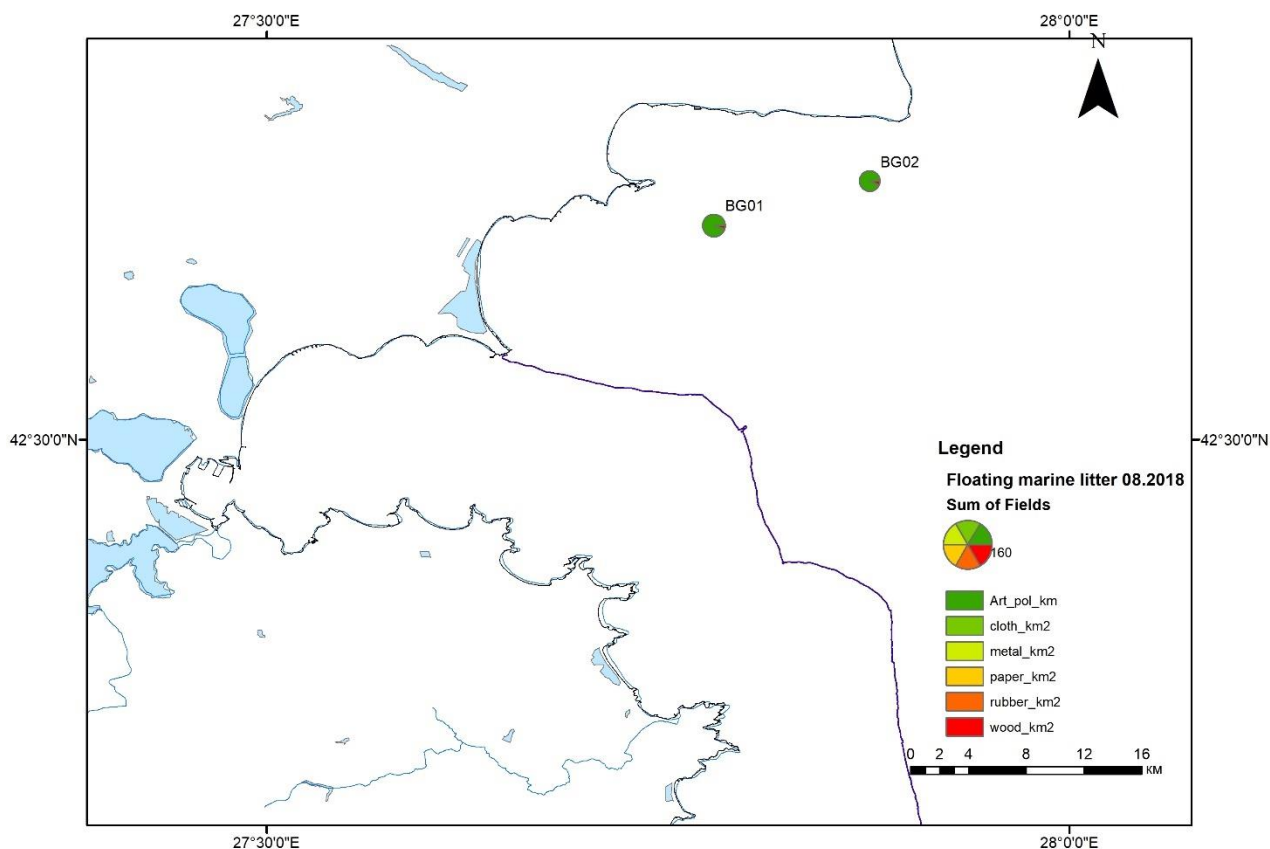 27°30'0"E
28°0'0"E
N
BG02
BG01
42°30'0"N
42°30'0"N
Legend
Floating marine litter 08.2018
Sum of Fields
160
Art_pol_km
cloth_km2
metal_km2
paper_km2
rubber_km2
wood_km2
0 2 4 8 12 16
КМ
27°30'0"E
28°0'0"E